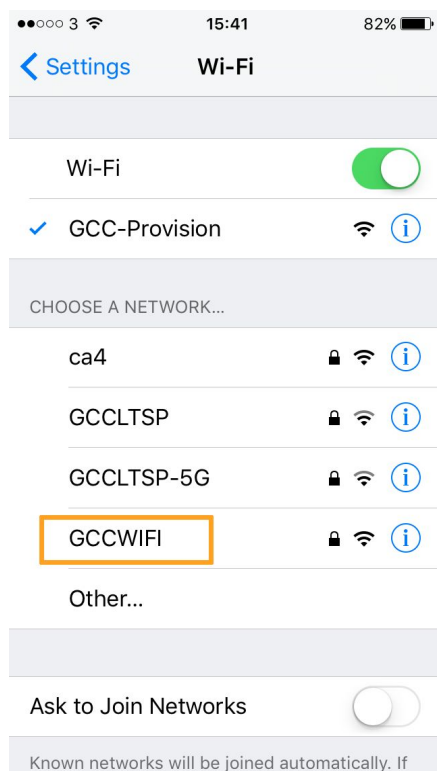 3 15:41 82%
Settings Wi-Fi
Wi-Fi
GCC-Provision
CHOOSE A NETWORK...
ca4
GCCLTSP
GCCLTSP-5G
GCCWIFI
Other...
Ask to Join Networks
Known networks will be joined automatically. If